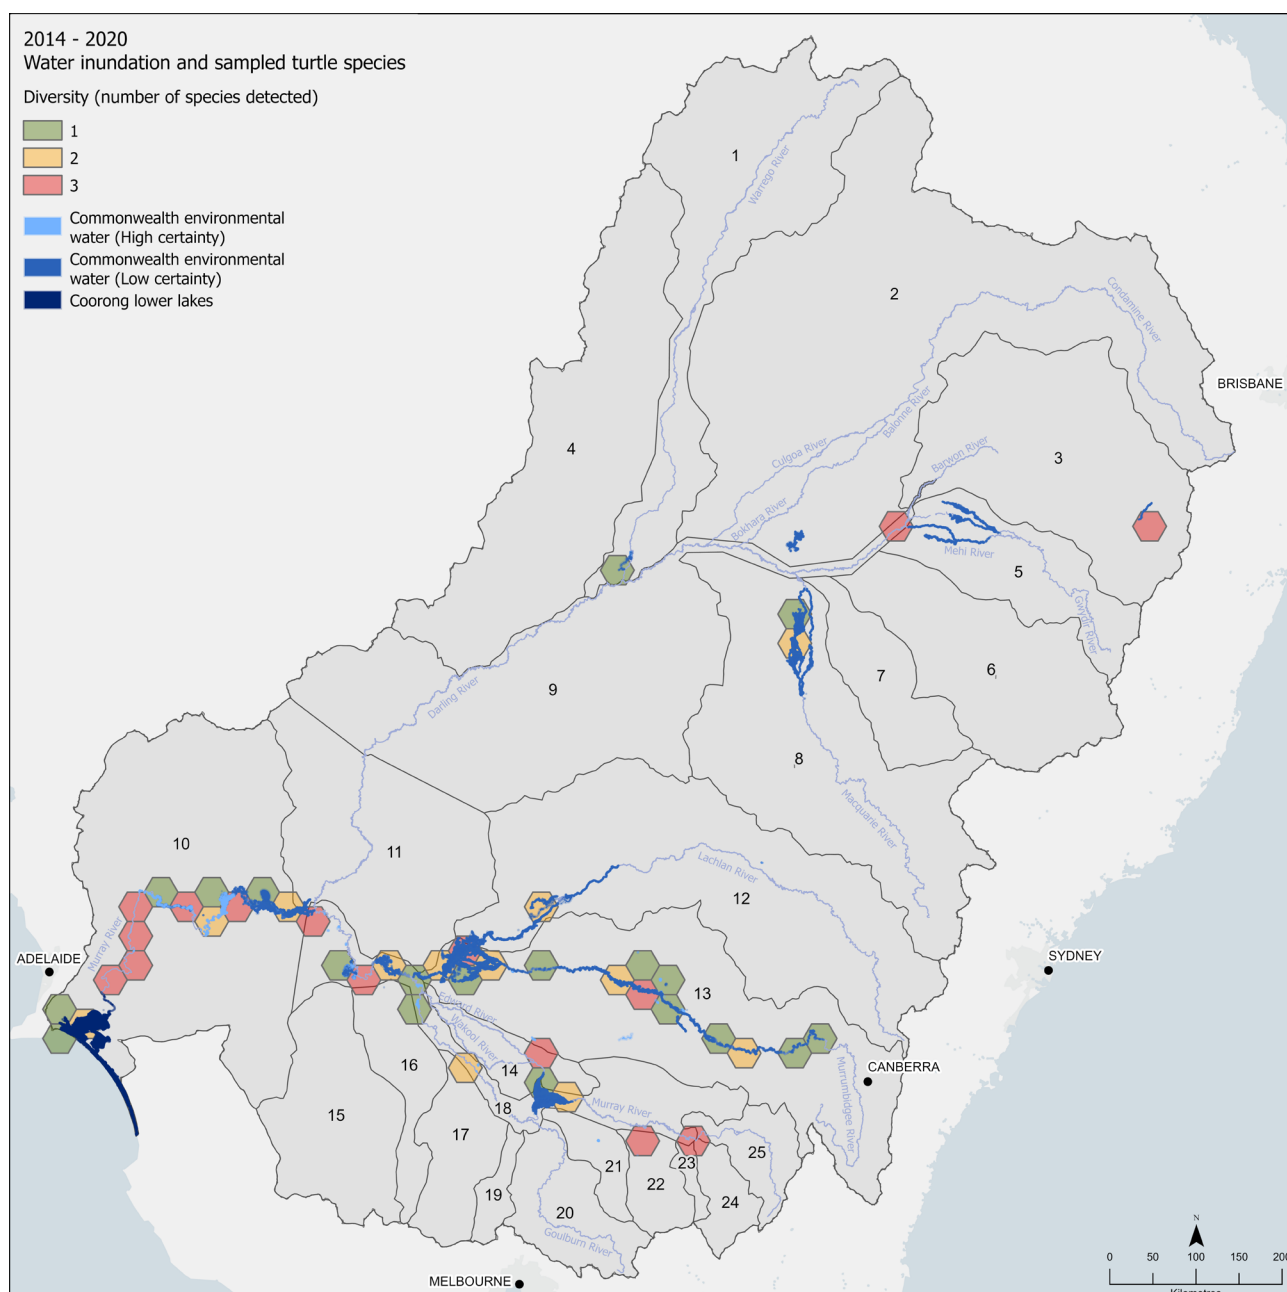 2014 - 2020
Water inundation and sampled turtle species
Diversity (number of species detected)
1
2
3
Commonwealth environmental
water (High certainty)
Commonwealth environmental
water (Low certainty)
Coorong lower lakes
1
Warrego River
2
Condamine River
BRISBANE
Balonne River
Culgoa River
4
Barwon River
3
Bokhara River
Mehi River
5
Gwydir River
6
7
9
Darling River
8
Macquarie River
10
11
Lachlan River
12
Murray River
ADELAIDE
SYDNEY
13
Edward River
Wakool River
16
14
CANBERRA
Murrumbidgee River
15
18
Murray River
17
25
21
23
22
19
24
20
Goulburn River
MELBOURNE
N
0 50 100 150 200
Kilometres